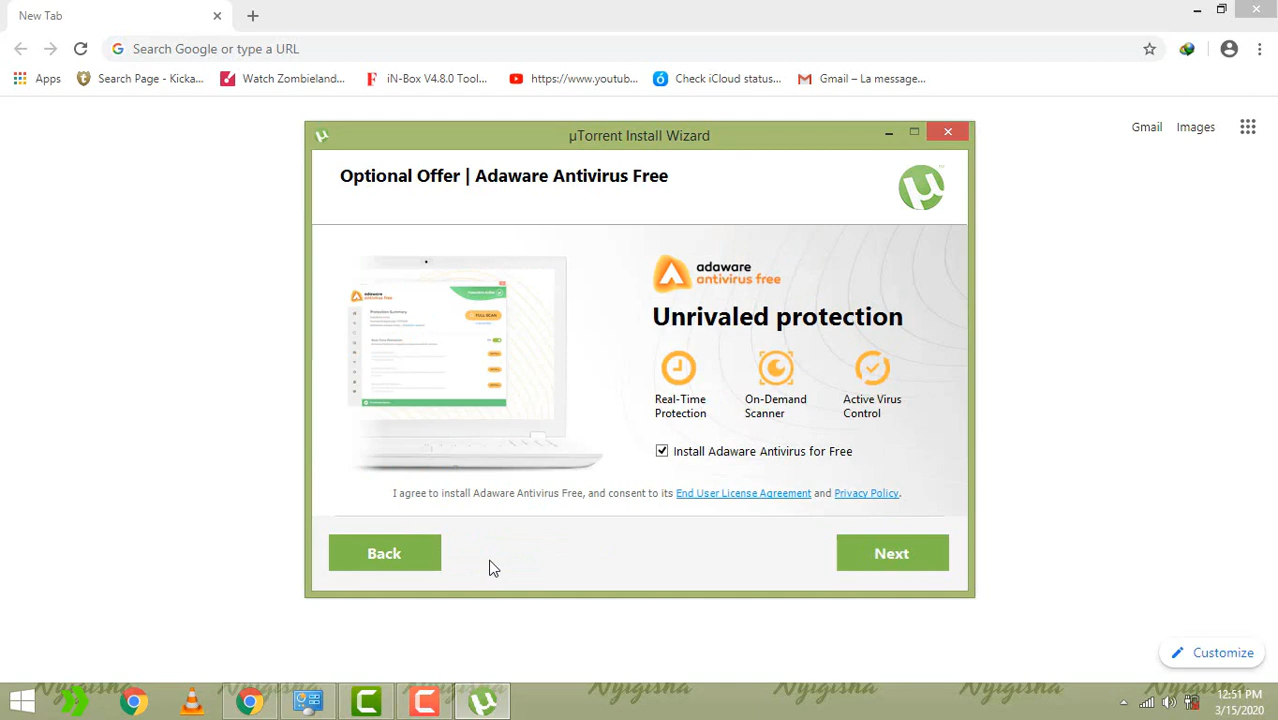 New Tab
Search Google or type a URL
Apps
Search Page - Kicka...
Watch Zombieland...
iN-Box V4.8.0 Tool...
https://www.youtub...
Check iCloud status...
Gmail – La message...
Gmail
Images
µTorrent Install Wizard
Optional Offer | Adaware Antivirus Free
adaware
antivirus free
Unrivaled protection
Real-Time
Protection
On-Demand
Scanner
Active Virus
Control
Install Adaware Antivirus for Free
I agree to install Adaware Antivirus Free, and consent to its End User License Agreement and Privacy Policy.
Back
Next
Customize
12:51 PM
3/15/2020